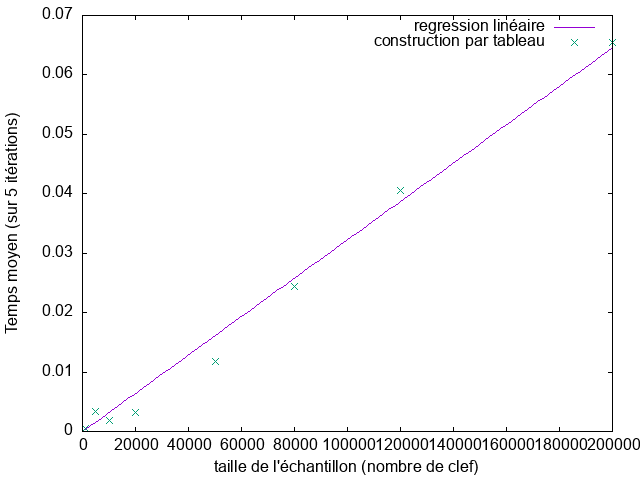 0.07
0.06
0.05
0.04
0.03
0.02
0.01
0
regression linéaire
construction par tableau
Temps moyen (sur 5 itérations)
0 20000 40000 60000 80000 100000 120000 140000 160000 180000 200000
taille de l'échantillon (nombre de clef)